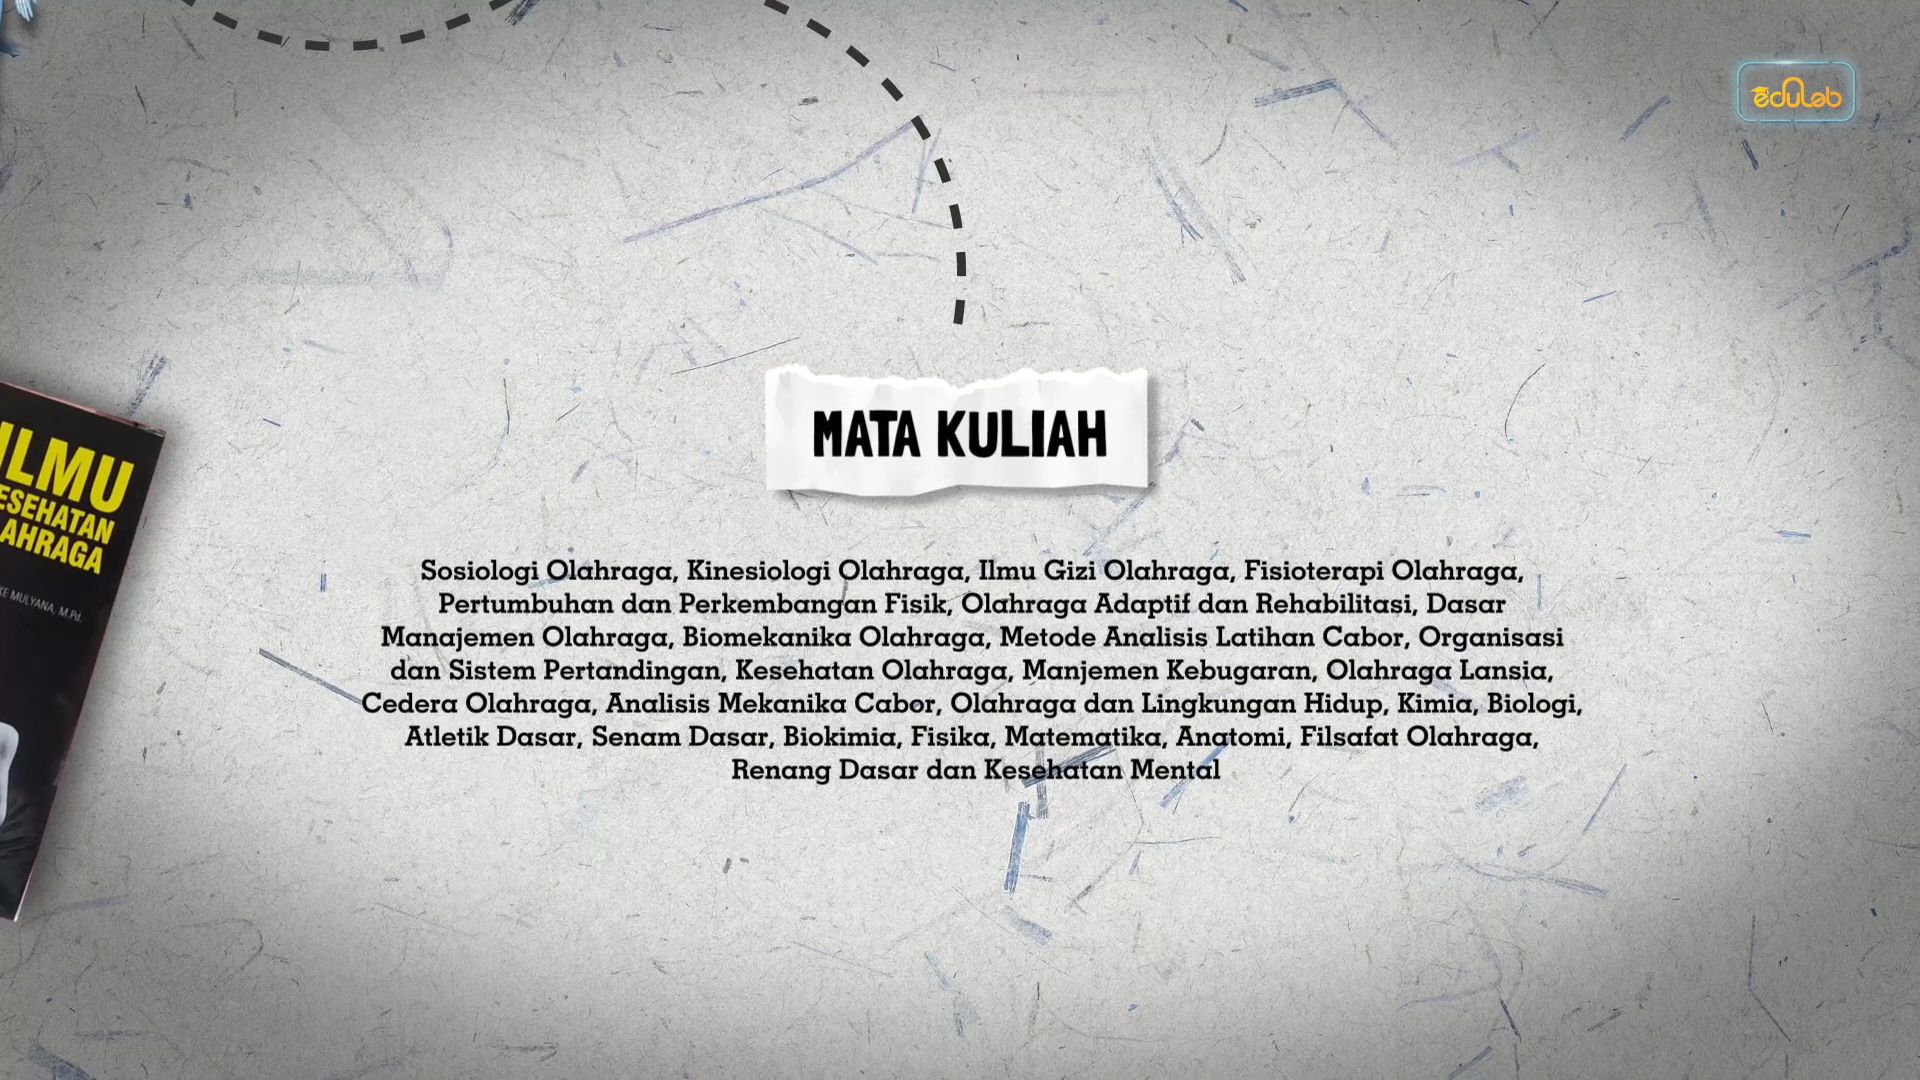 edulab
ILMU
ESEHATAN
AHRAGA
KE MULYANA, M.Pd.
MATA KULIAH
Sosiologi Olahraga, Kinesiologi Olahraga, Ilmu Gizi Olahraga, Fisioterapi Olahraga,
Pertumbuhan dan Perkembangan Fisik, Olahraga Adaptif dan Rehabilitasi, Dasar
Manajemen Olahraga, Biomekanika Olahraga, Metode Analisis Latihan Cabor, Organisasi
dan Sistem Pertandingan, Kesehatan Olahraga, Manjemen Kebugaran, Olahraga Lansia,
Cedera Olahraga, Analisis Mekanika Cabor, Olahraga dan Lingkungan Hidup, Kimia, Biologi,
Atletik Dasar, Senam Dasar, Biokimia, Fisika, Matematika, Anatomi, Filsafat Olahraga,
Renang Dasar dan Kesehatan Mental